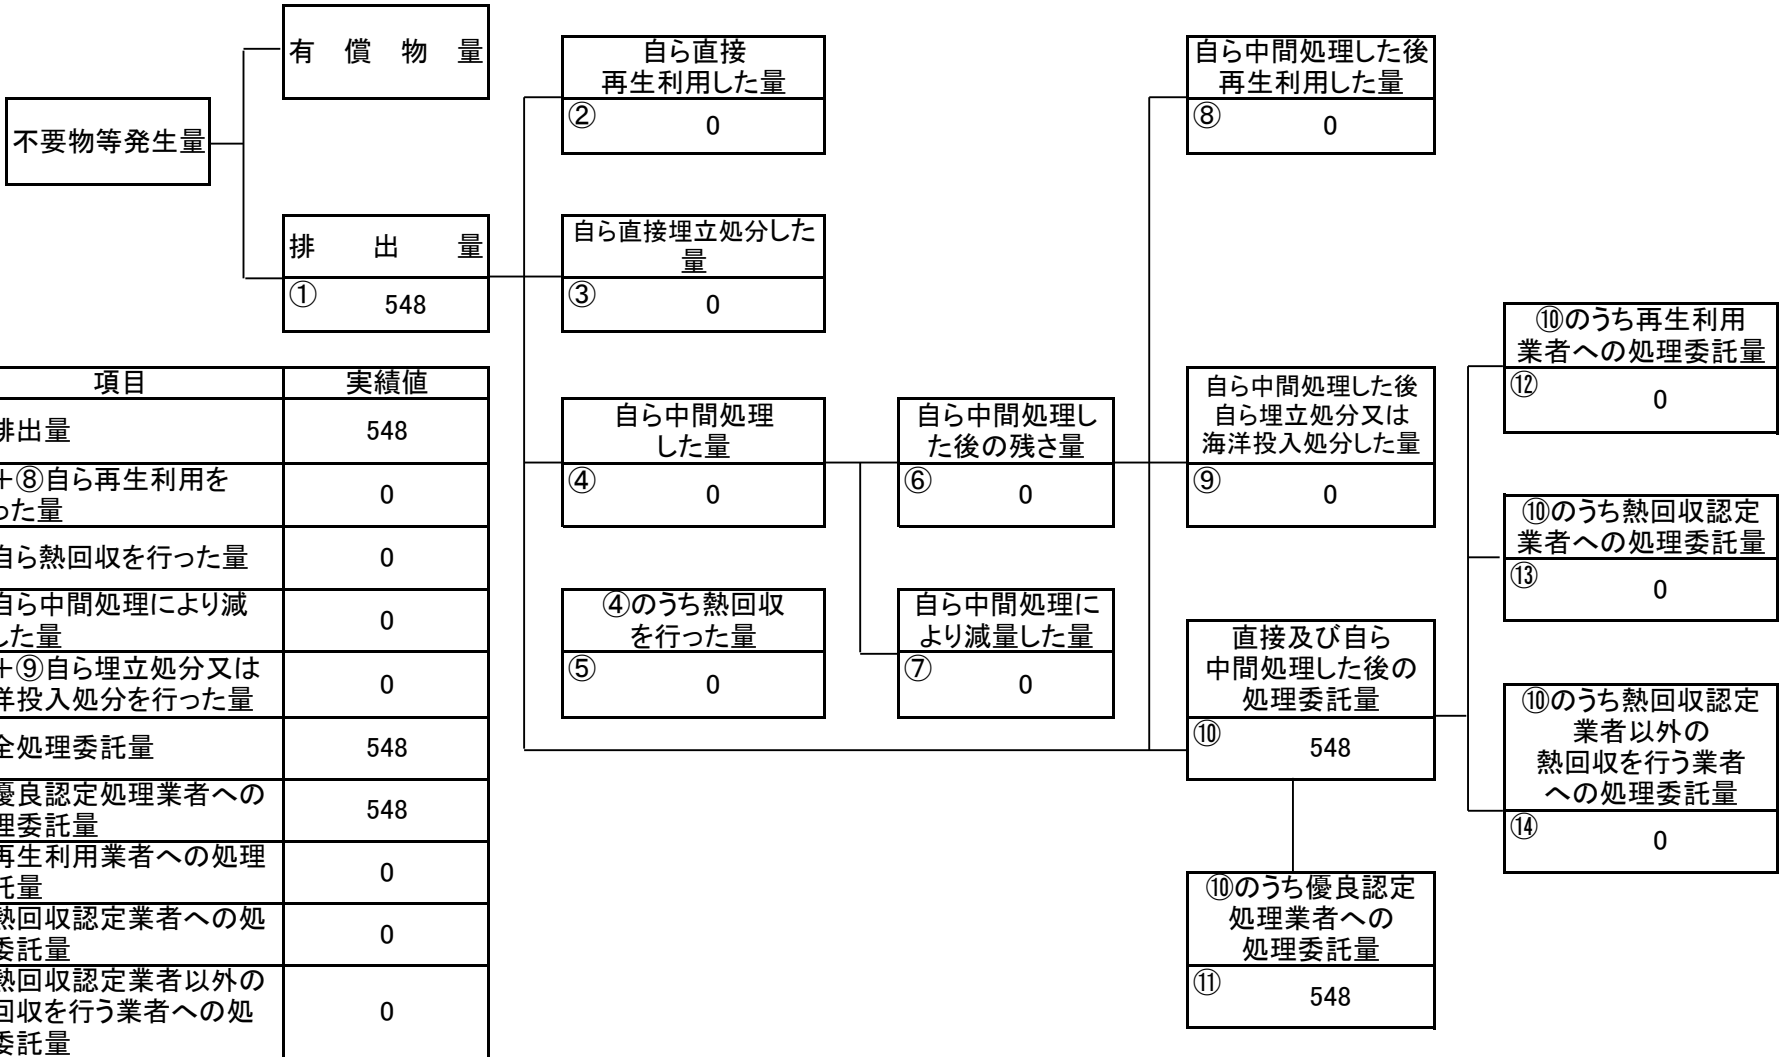 不要物等発生量
有 償 物 量
排 出 量
① 548
自ら直接
再生利用した量
② 0
自ら直接埋立処分した
量
③ 0
自ら中間処理
した量
④ 0
④のうち熱回収
を行った量
⑤ 0
自ら中間処理し
た後の残さ量
⑥ 0
自ら中間処理に
より減量した量
⑦ 0
自ら中間処理した後
再生利用した量
⑧ 0
自ら中間処理した後
自ら埋立処分又は
海洋投入処分した量
⑨ 0
直接及び自ら
中間処理した後の
処理委託量
⑩ 548
⑩のうち優良認定
処理業者への
処理委託量
⑪ 548
⑩のうち再生利用
業者への処理委託量
⑫ 0
⑩のうち熱回収認定
業者への処理委託量
⑬ 0
⑩のうち熱回収認定
業者以外の
熱回収を行う業者
への処理委託量
⑭ 0
項目 実績値
排出量 548
+⑧自ら再生利用を
った量 0
自ら熱回収を行った量 0
自ら中間処理により減
した量 0
+⑨自ら埋立処分又は
洋投入処分を行った量 0
全処理委託量 548
優良認定処理業者への
理委託量 548
再生利用業者への処理
託量 0
熱回収認定業者への処
委託量 0
熱回収認定業者以外の
回収を行う業者への処
委託量 0